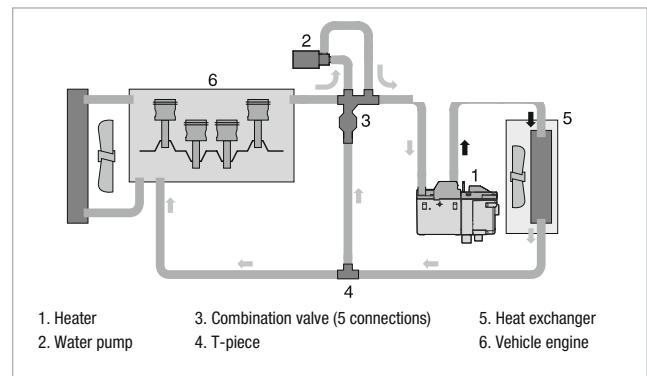 2
6
3
5
1
4
1. Heater
2. Water pump
3. Combination valve (5 connections)
4. T-piece
5. Heat exchanger
6. Vehicle engine